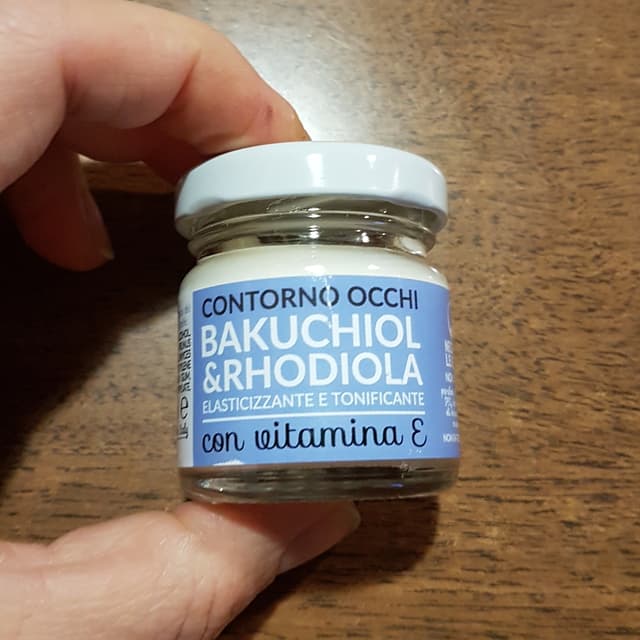 CONTORNO OCCHI
BAKUCHIOL
&RHODIOLA
ELASTICIZZANTE E TONIFICANTE
con vitamina E